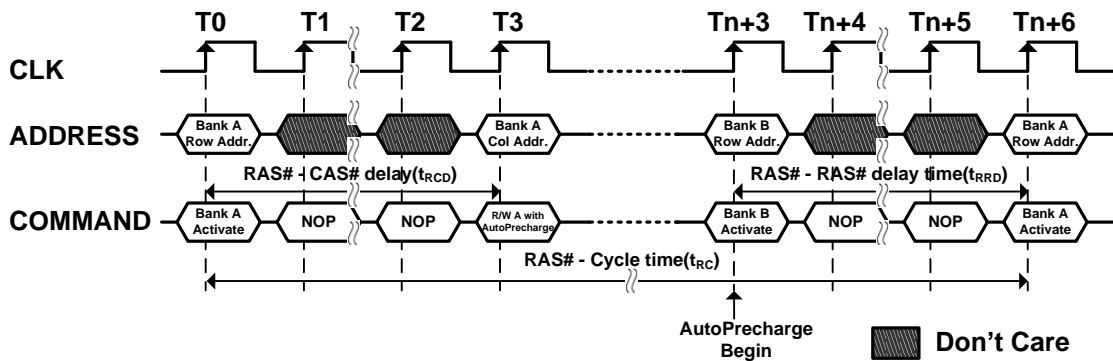 T0 T1 T2 T3 Tn+3 Tn+4 Tn+5 Tn+6
CLK
ADDRESS
Bank A
Row Addr.
Bank A
Col Addr.
Bank B
Row Addr.
Bank A
Row Addr.
RAS# - CAS# delay(tRCD)
RAS# - RAS# delay time(tRRD)
COMMAND
Bank A
Activate
NOP
NOP
R/W A with
AutoPrecharge
Bank B
Activate
NOP
NOP
Bank A
Activate
RAS# - Cycle time(tRC)
AutoPrecharge
Begin
Don't Care